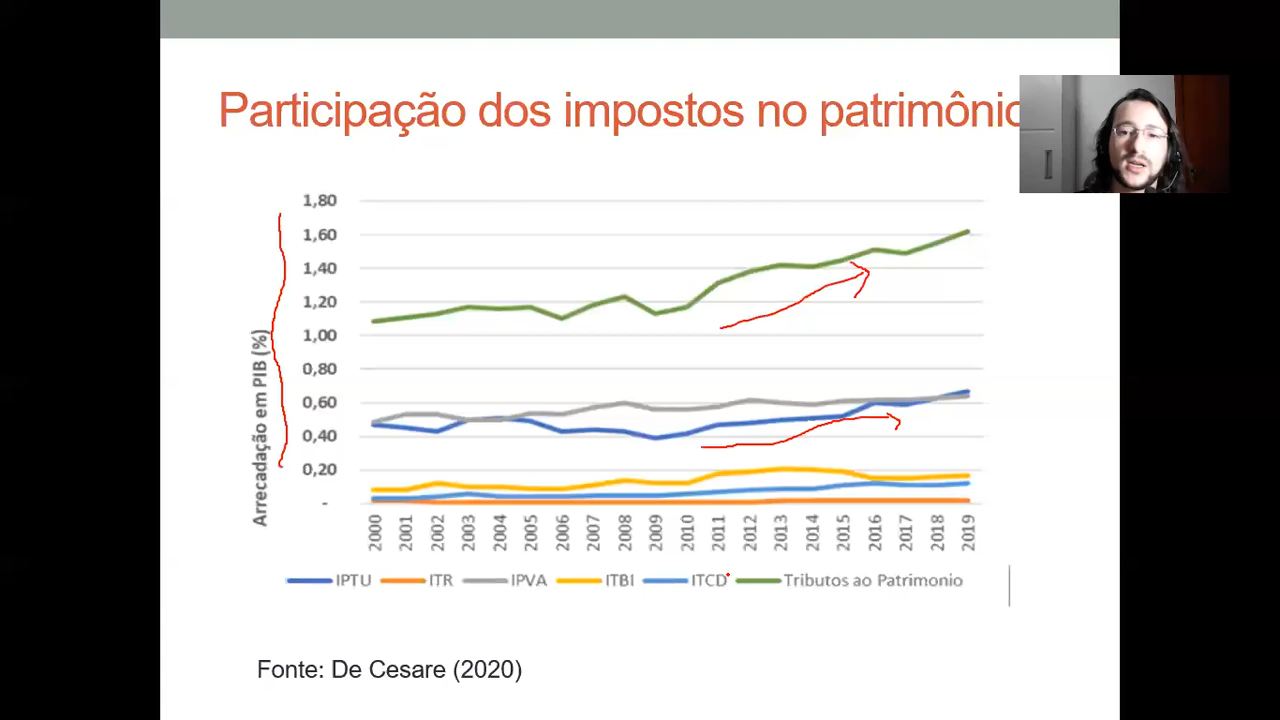 Participação dos impostos no patrimônio
Arrecadação em PIB (%)
1,80
1,60
1,40
1,20
1,00
0,80
0,60
0,40
0,20
-
2000 2001 2002 2003 2004 2005 2006 2007 2008 2009 2010 2011 2012 2013 2014 2015 2016 2017 2018 2019
IPTU ITR IPVA ITBI ITCD Tributos ao Patrimonio
Fonte: De Cesare (2020)